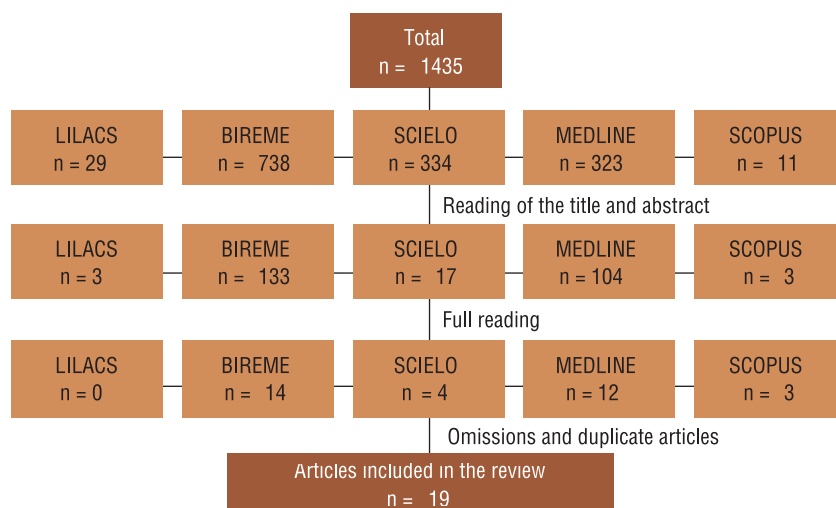 Total
n = 1435
LILACS
n = 29
BIREME
n = 738
SCIELO
n = 334
MEDLINE
n = 323
SCOPUS
n = 11
Reading of the title and abstract
LILACS
n = 3
BIREME
n = 133
SCIELO
n = 17
MEDLINE
n = 104
SCOPUS
n = 3
Full reading
LILACS
n = 0
BIREME
n = 14
SCIELO
n = 4
MEDLINE
n = 12
SCOPUS
n = 3
Omissions and duplicate articles
Articles included in the review
n = 19